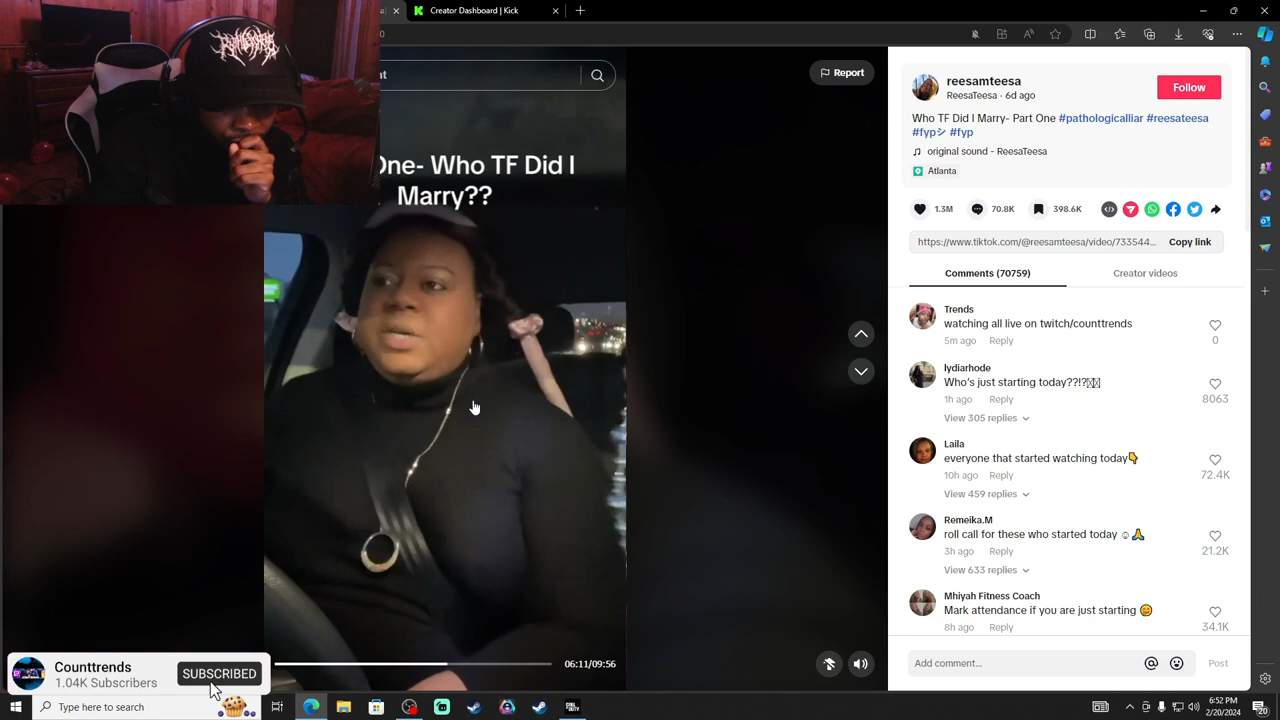 Creator Dashboard | Kick
nt
Report
One- Who TF Did I
Marry??
reesamteesa
ReesaTeesa · 6d ago
Follow
Who TF Did I Marry- Part One #pathologicalliar #reesateesa
#fypシ #fyp
original sound - ReesaTeesa
Atlanta
1.3M
70.8K
398.6K
https://www.tiktok.com/@reesamteesa/video/733544...
Copy link
Comments (70759)
Creator videos
Trends
watching all live on twitch/counttrends
5m ago Reply
0
lydiarhode
Who's just starting today??!?
1h ago Reply
8063
View 305 replies
Laila
everyone that started watching today👇
10h ago Reply
72.4K
View 459 replies
Remeika.M
roll call for these who started today ☺🙏
3h ago Reply
21.2K
View 633 replies
Mhiyah Fitness Coach
Mark attendance if you are just starting 😊
8h ago Reply
34.1K
06:11/09:56
Add comment...
Post
Counttrends
1.04K Subscribers
SUBSCRIBED
Type here to search
6:52 PM
2/20/2024